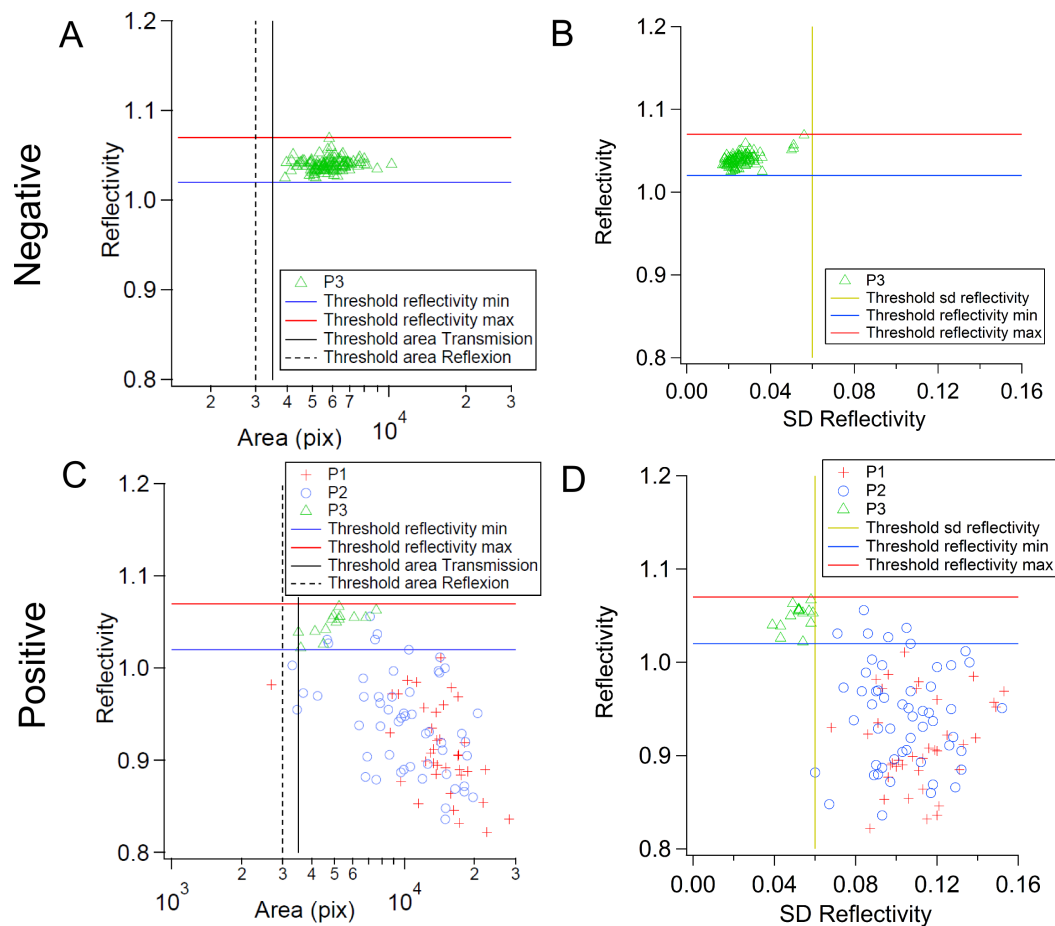 Negative
A
1.2
1.1
1.0
0.9
0.8
Reflectivity
P3
Threshold reflectivity min
Threshold reflectivity max
Threshold area Transmision
Threshold area Reflexion
2 3 4 5 6 7 10^4 2 3
Area (pix)
B
1.2
1.1
1.0
0.9
0.8
Reflectivity
P3
Threshold sd reflectivity
Threshold reflectivity min
Threshold reflectivity max
0.00 0.04 0.08 0.12 0.16
SD Reflectivity
Positive
C
P1
P2
P3
Threshold reflectivity min
Threshold reflectivity max
Threshold area Transmision
Threshold area Reflexion
1.2
1.1
1.0
0.9
0.8
Reflectivity
10^3 2 3 4 5 6 10^4 2 3
Area (pix)
D
P1
P2
P3
Threshold sd reflectivity
Threshold reflectivity min
Threshold reflectivity max
1.2
1.1
1.0
0.9
0.8
Reflectivity
0.00 0.04 0.08 0.12 0.16
SD Reflectivity